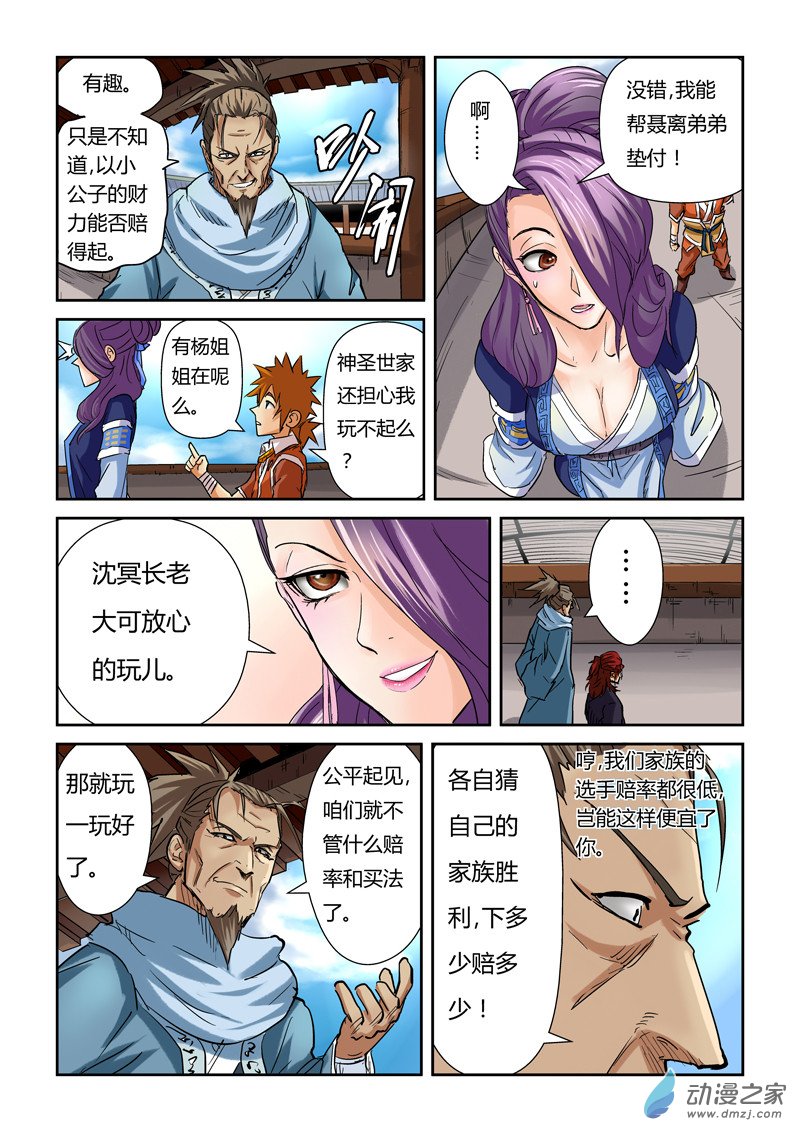 有趣。
只是不知
道，以小
公子的财
力能否赔
得起。
吵闹
有杨姐
姐在呢
么。
神圣世家
还担心我
玩不起么
？
啊
……
没错，我能
帮聂离弟弟
垫付！
沈冥长老
大可放心
的玩儿。
……
那就玩
一玩好
了。
公平起见，
咱们就不
管什么赔
率和买法
了。
各自猜
自己的
家族胜
利，下多
少赔多
少！
哼，我们家族的
选手赔率都很低，
岂能这样便宜了
你。
动漫之家
www.dmzj.com